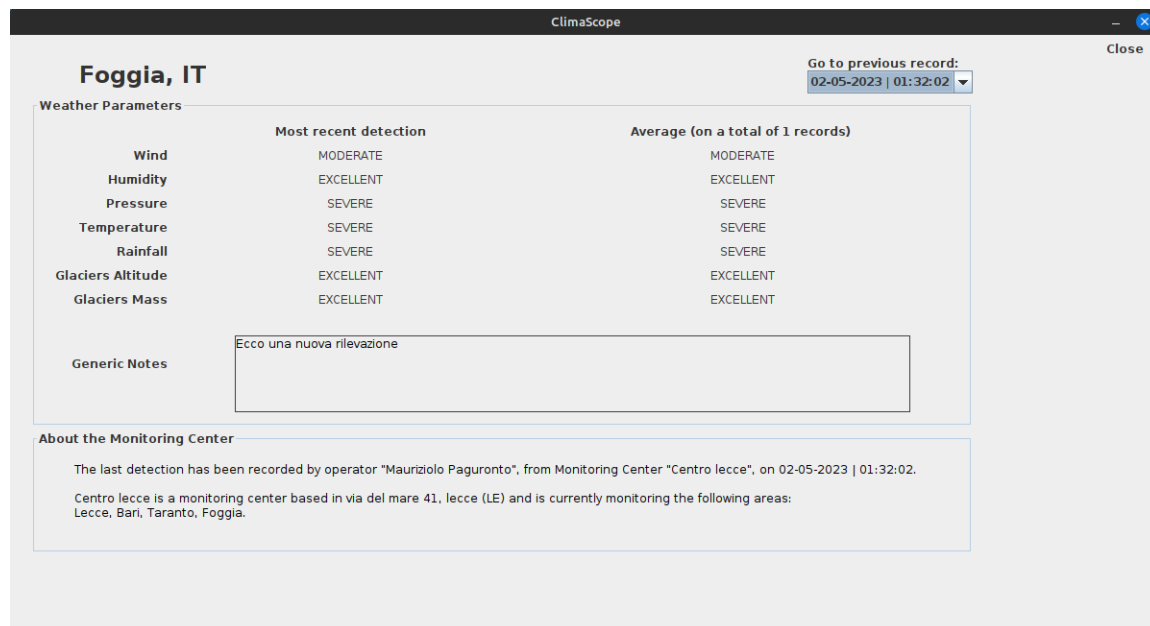 ClimaScope
Close
Foggia, IT
Go to previous record:
02-05-2023 | 01:32:02
Weather Parameters
Most recent detection Average (on a total of 1 records)
Wind MODERATE MODERATE
Humidity EXCELLENT EXCELLENT
Pressure SEVERE SEVERE
Temperature SEVERE SEVERE
Rainfall SEVERE SEVERE
Glaciers Altitude EXCELLENT EXCELLENT
Glaciers Mass EXCELLENT EXCELLENT
Generic Notes
Ecco una nuova rilevazione
About the Monitoring Center
The last detection has been recorded by operator "Mauriziolo Paguronto", from Monitoring Center "Centro lecce", on 02-05-2023 | 01:32:02.
Centro lecce is a monitoring center based in via del mare 41, lecce (LE) and is currently monitoring the following areas:
Lecce, Bari, Taranto, Foggia.